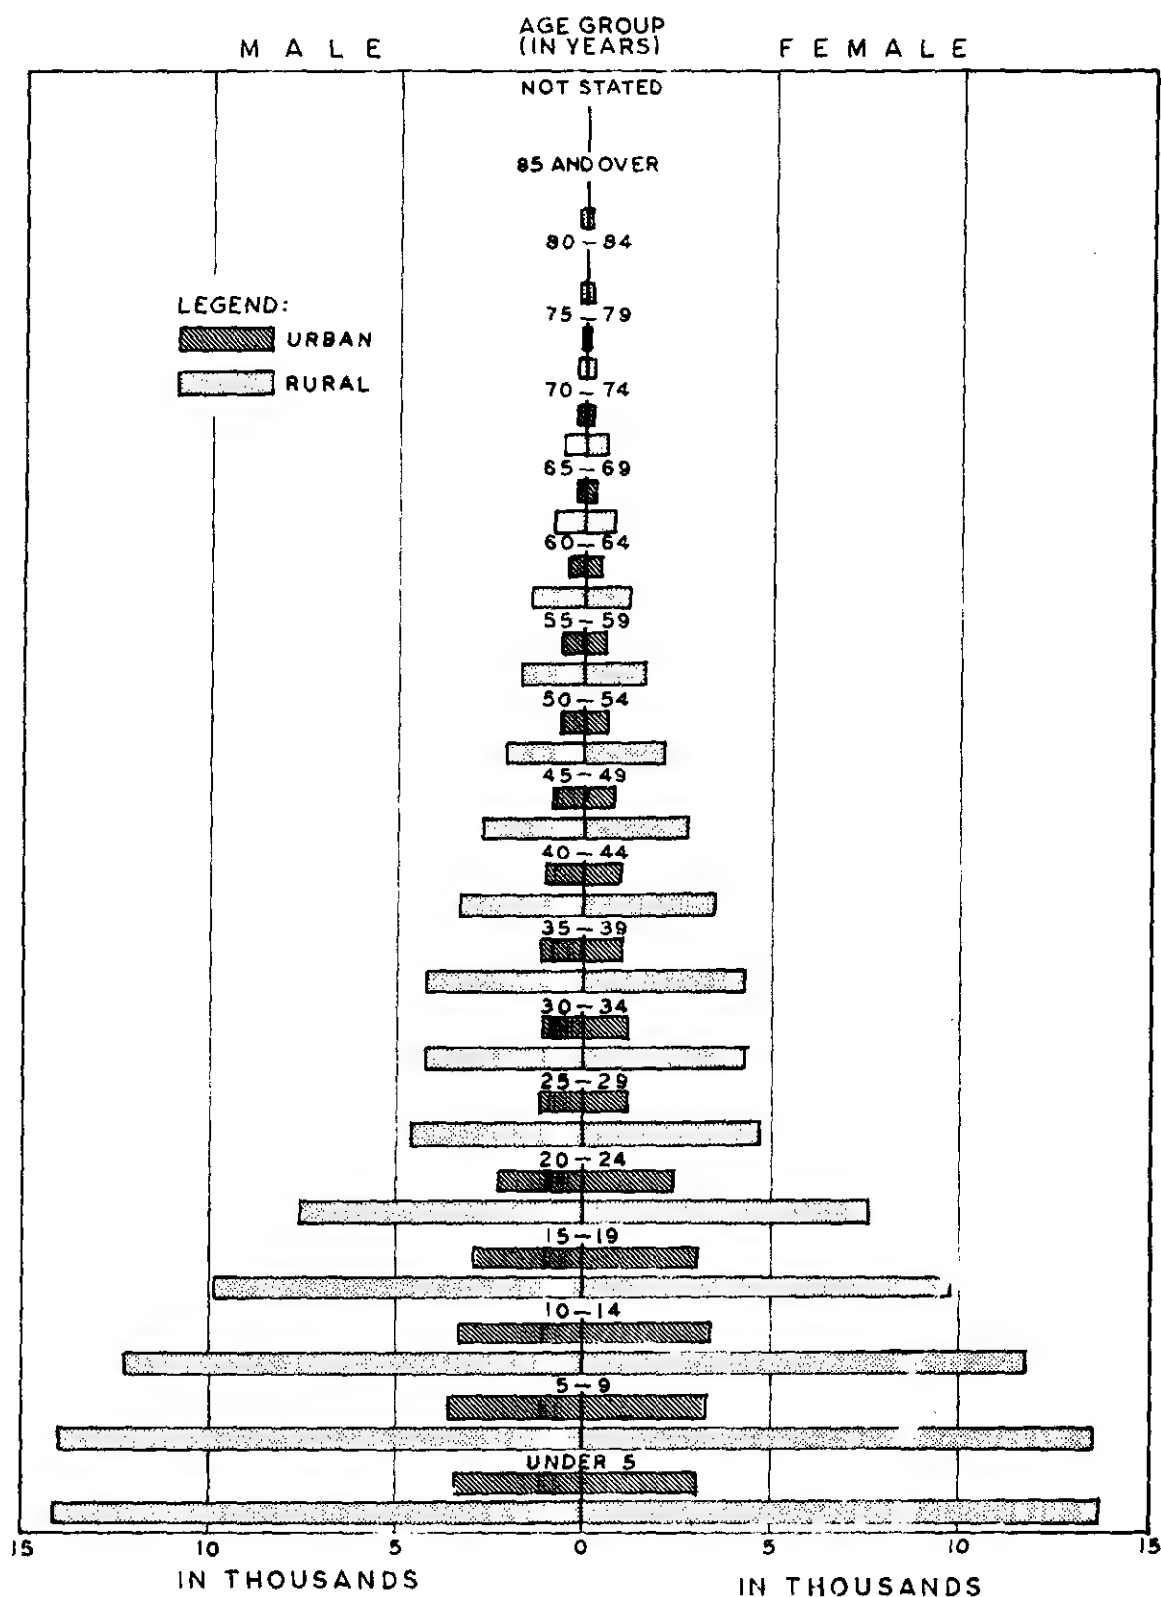 AGE GROUP
MALE (IN YEARS) FEMALE
NOT STATED
85 AND OVER
80-84
75-79
70-74
65-69
60-64
55-59
50-54
45-49
40-44
35-39
30-34
25-29
20-24
15-19
10-14
5-9
UNDER 5
LEGEND:
URBAN
RURAL
15 10 5 0 5 10 15
IN THOUSANDS IN THOUSANDS